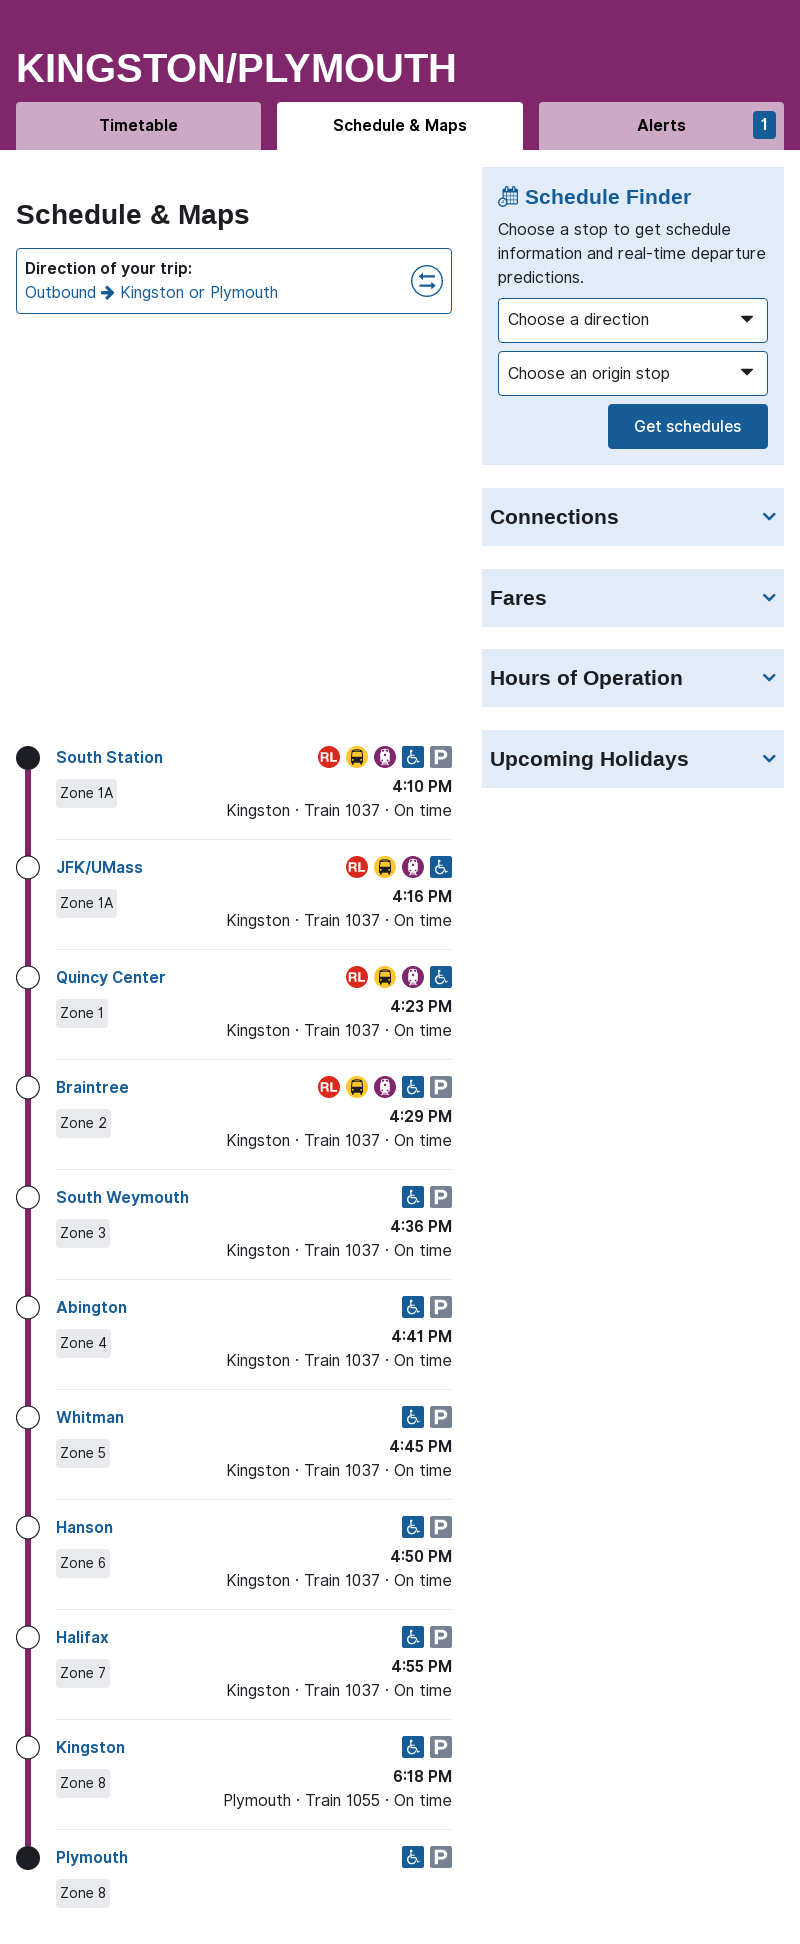 KINGSTON/PLYMOUTH
Timetable
Schedule & Maps
Alerts
1
Schedule & Maps
Direction of your trip:
Outbound Kingston or Plymouth
Schedule Finder
Choose a stop to get schedule
information and real-time departure
predictions.
Choose a direction
Choose an origin stop
Get schedules
Connections
Fares
Hours of Operation
Upcoming Holidays
South Station RL P
Zone 1A 4:10 PM
Kingston · Train 1037 · On time
JFK/UMass RL
Zone 1A 4:16 PM
Kingston · Train 1037 · On time
Quincy Center RL
Zone 1 4:23 PM
Kingston · Train 1037 · On time
Braintree RL P
Zone 2 4:29 PM
Kingston · Train 1037 · On time
South Weymouth P
Zone 3 4:36 PM
Kingston · Train 1037 · On time
Abington P
Zone 4 4:41 PM
Kingston · Train 1037 · On time
Whitman P
Zone 5 4:45 PM
Kingston · Train 1037 · On time
Hanson P
Zone 6 4:50 PM
Kingston · Train 1037 · On time
Halifax P
Zone 7 4:55 PM
Kingston · Train 1037 · On time
Kingston P
Zone 8 6:18 PM
Plymouth · Train 1055 · On time
Plymouth P
Zone 8